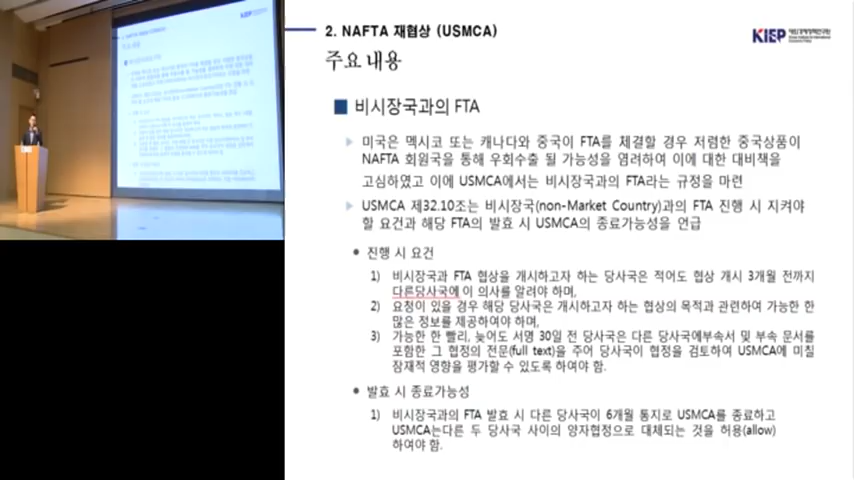 2. NAFTA 재협상 (USMCA)
KIEP 대외경제정책연구원
주요 내용
비시장국과의 FTA
미국은 멕시코 또는 캐나다와 중국이 FTA를 체결할 경우 저렴한 중국상품이
NAFTA 회원국을 통해 우회수출 될 가능성을 염려하여 이에 대한 대비책을
고심하였고 이에 USMCA에서는 비시장국과의 FTA라는 규정을 마련
USMCA 제32.10조는 비시장국(non-Market Country)과의 FTA 진행 시 지켜야
할 요건과 해당 FTA의 발효 시 USMCA의 종료가능성을 언급
진행 시 요건
1) 비시장국과 FTA 협상을 개시하고자 하는 당사국은 적어도 협상 개시 3개월 전까지
다른당사국에 이 의사를 알려야 하며,
2) 요청이 있을 경우 해당 당사국은 개시하고자 하는 협상의 목적과 관련하여 가능한 한
많은 정보를 제공하여야 하며,
3) 가능한 한 빨리, 늦어도 서명 30일 전 당사국은 다른 당사국에부속서 및 부속 문서를
포함한 그 협정의 전문(full text)을 주어 당사국이 협정을 검토하여 USMCA에 미칠
잠재적 영향을 평가할 수 있도록 하여야 함.
발효 시 종료가능성
1) 비시장국과의 FTA 발효 시 다른 당사국이 6개월 통지로 USMCA를 종료하고
USMCA는다른 두 당사국 사이의 양자협정으로 대체되는 것을 허용(allow)
하여야 함.